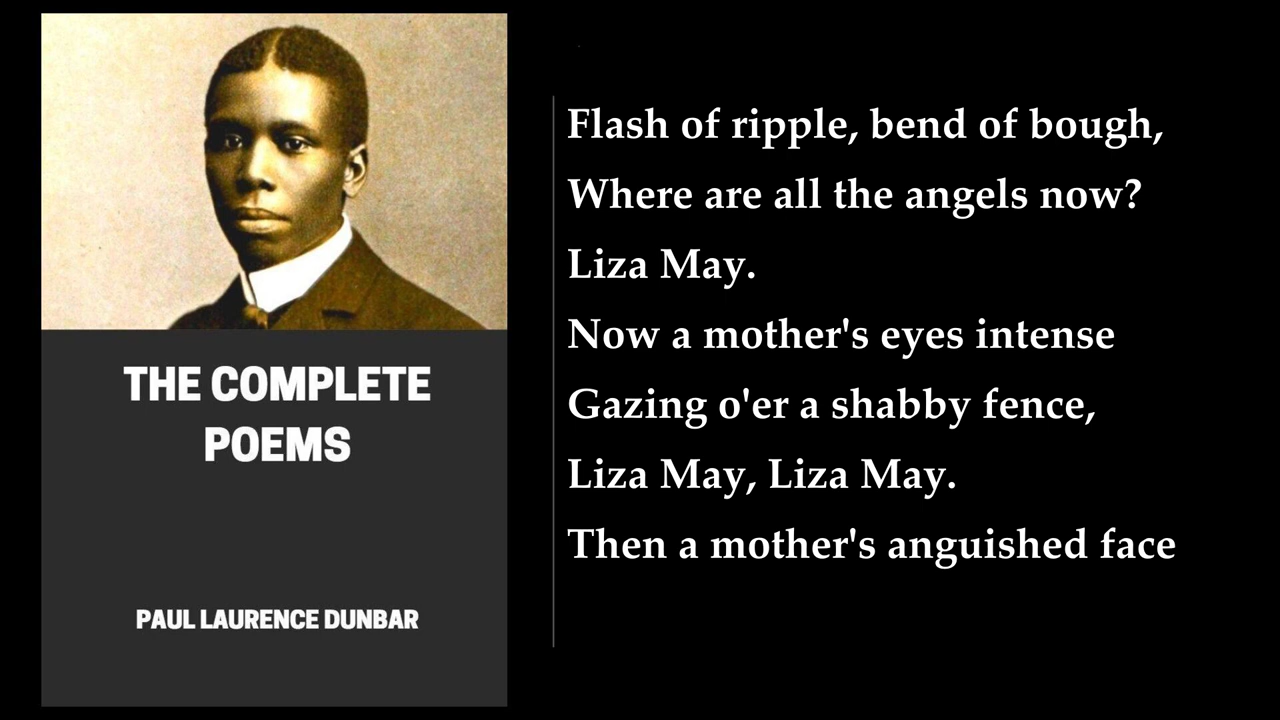 THE COMPLETE
POEMS
PAUL LAURENCE DUNBAR
Flash of ripple, bend of bough,
Where are all the angels now?
Liza May.
Now a mother's eyes intense
Gazing o'er a shabby fence,
Liza May, Liza May.
Then a mother's anguished face